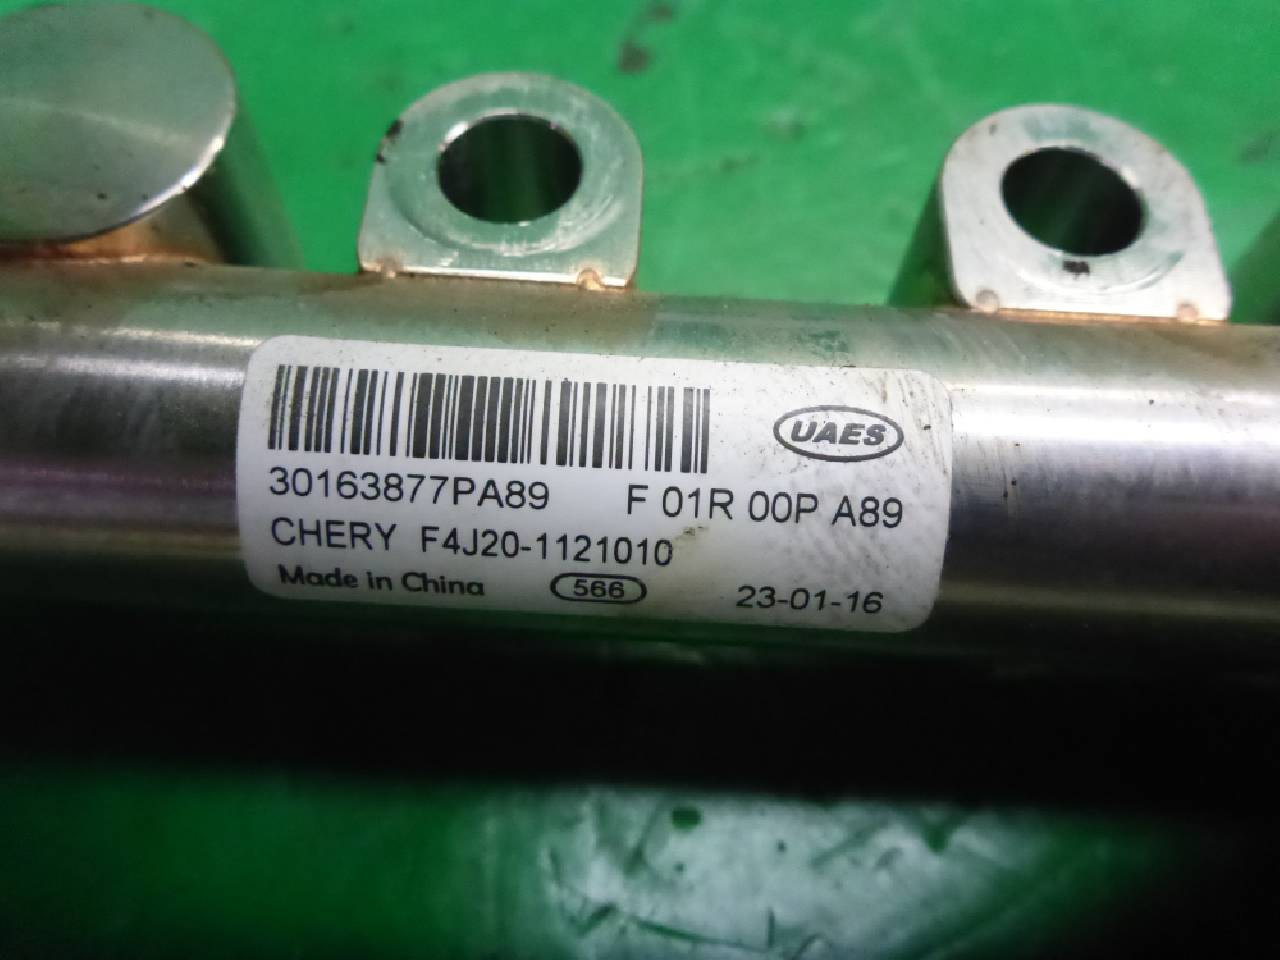 UAES
30163877PA89 F 01R 00P A89
CHERY F4J20-1121010
Made in China 566 23-01-16